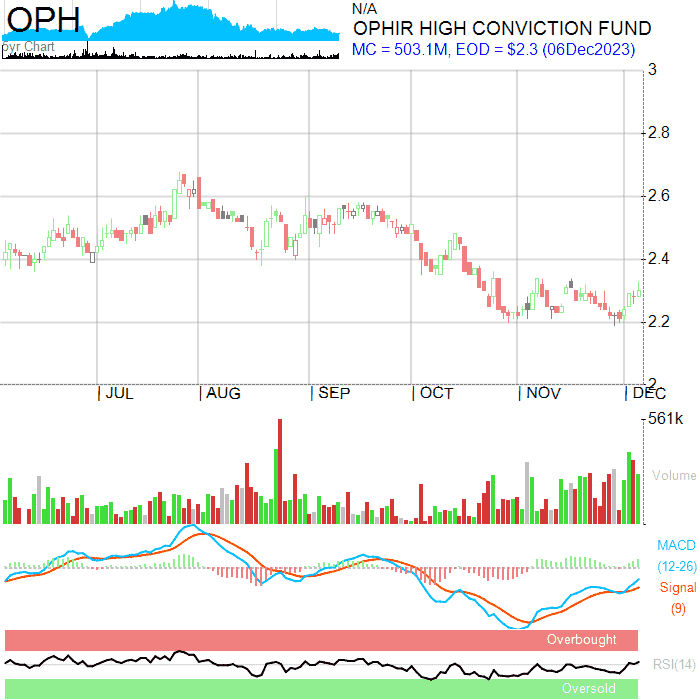 OPH
N/A
OPHIR HIGH CONVICTION FUND
MC = 503.1M, EOD = $2.3 (06Dec2023)
Chart
3
2.8
2.6
2.4
2.2
2
JUL AUG SEP OCT NOV DEC
561k
Volume
MACD
(12-26)
Signal
(9)
Overbought
RSI(14)
Oversold